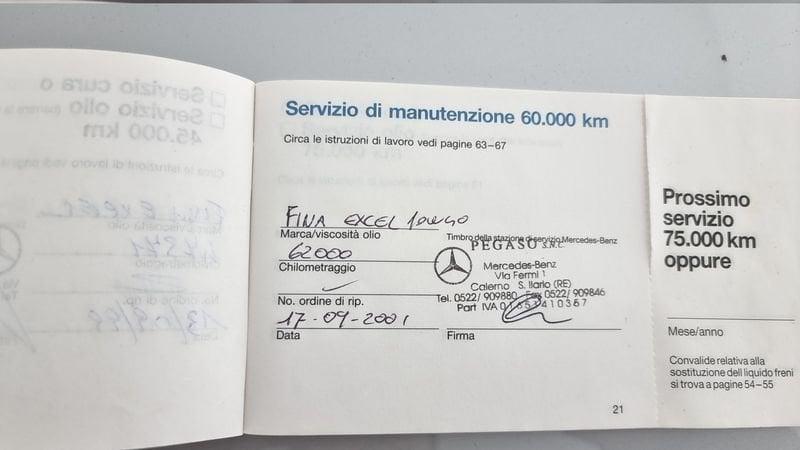 Servizio cura o
Servizio olio
45.000 km
Servizio di manutenzione 60.000 km
Circa le istruzioni di lavoro vedi pagine 63–67
FINA EXCEL 10W40
Marca/viscosità olio
62000
Chilometraggio
No. ordine di rip.
17-09-2001
Data
Timbro della stazione di servizio Mercedes-Benz
PEGASO S.N.C.
Mercedes-Benz
Via Fermi 1
Calerno S. Ilario (RE)
Tel. 0522/ 909880 Fax 0522/ 909846
Part IVA
Firma
21
Prossimo
servizio
75.000 km
oppure
Mese/anno
Convalide relativa alla
sostituzione dell liquido freni
si trova a pagine 54–55